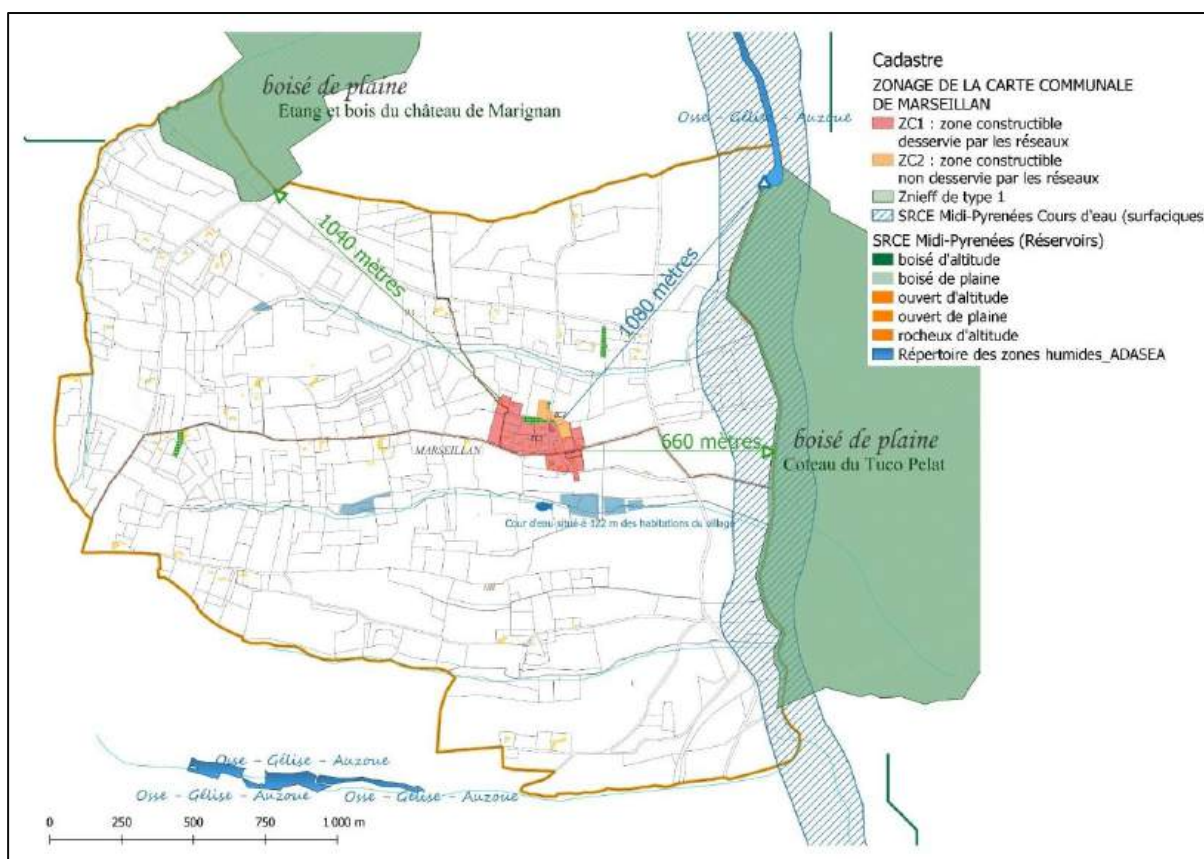 boisé de plaine
Etang et bois du château de Marignan
Osse - Gélise - Auzoue
1040 mètres
1080 mètres
660 mètres
MARSEILLAN
boisé de plaine
Coteau du Tuco Pelat
Cour d'eau situé à 122 m des habitations du village
Osse - Gélise - Auzoue
Osse - Gélise - Auzoue
Osse - Gélise - Auzoue
0 250 500 750 1 000 m
Cadastre
ZONAGE DE LA CARTE COMMUNALE
DE MARSEILLAN
ZC1 : zone constructible
desservie par les réseaux
ZC2 : zone constructible
non desservie par les réseaux
Znieff de type 1
SRCE Midi-Pyrenées Cours d'eau (surfaciques
SRCE Midi-Pyrenées (Réservoirs)
boisé d'altitude
boisé de plaine
ouvert d'altitude
ouvert de plaine
rocheux d'altitude
Répertoire des zones humides_ADASEA